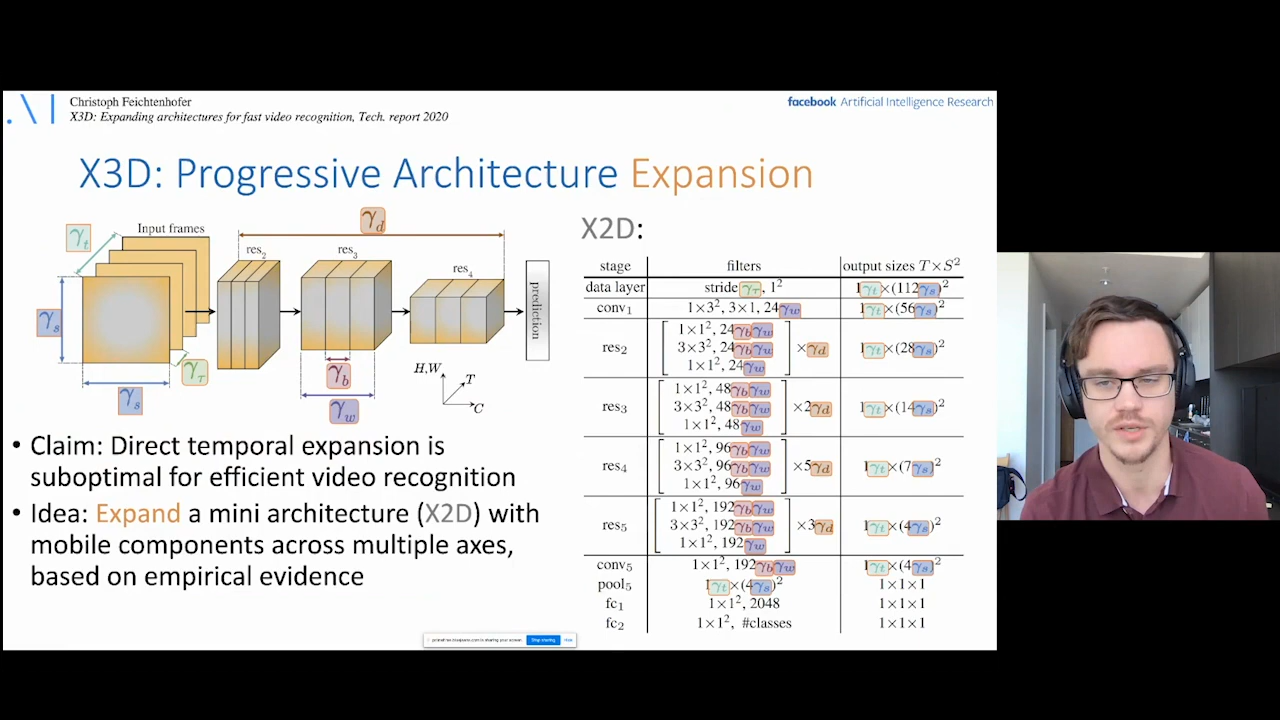 .\|
Christoph Feichtenhofer
X3D: Expanding architectures for fast video recognition, Tech. report 2020
facebook Artificial Intelligence Research
X3D: Progressive Architecture Expansion
γt
Input frames
γs
γs
γτ
res2
γd
res3
γb
γw
res4
prediction
H,W
T
C
• Claim: Direct temporal expansion is
suboptimal for efficient video recognition
• Idea: Expand a mini architecture (X2D) with
mobile components across multiple axes,
based on empirical evidence
X2D:
stage filters output sizes T×S²
data layer stride γτ, 1² 1γt×(112γs)²
conv1 1×3², 3×1, 24γw 1γt×(56γs)²
1×1², 24γbγw
res2 3×3², 24γbγw ×γd 1γt×(28γs)²
1×1², 24γw
1×1², 48γbγw
res3 3×3², 48γbγw ×2γd 1γt×(14γs)²
1×1², 48γw
1×1², 96γbγw
res4 3×3², 96γbγw ×5γd 1γt×(7γs)²
1×1², 96γw
1×1², 192γbγw
res5 3×3², 192γbγw ×3γd 1γt×(4γs)²
1×1², 192γw
conv5 1×1², 192γbγw 1γt×(4γs)²
pool5 1γt×(4γs)² 1×1×1
fc1 1×1², 2048 1×1×1
fc2 1×1², #classes 1×1×1
is sharing your screen. Stop sharing Hide